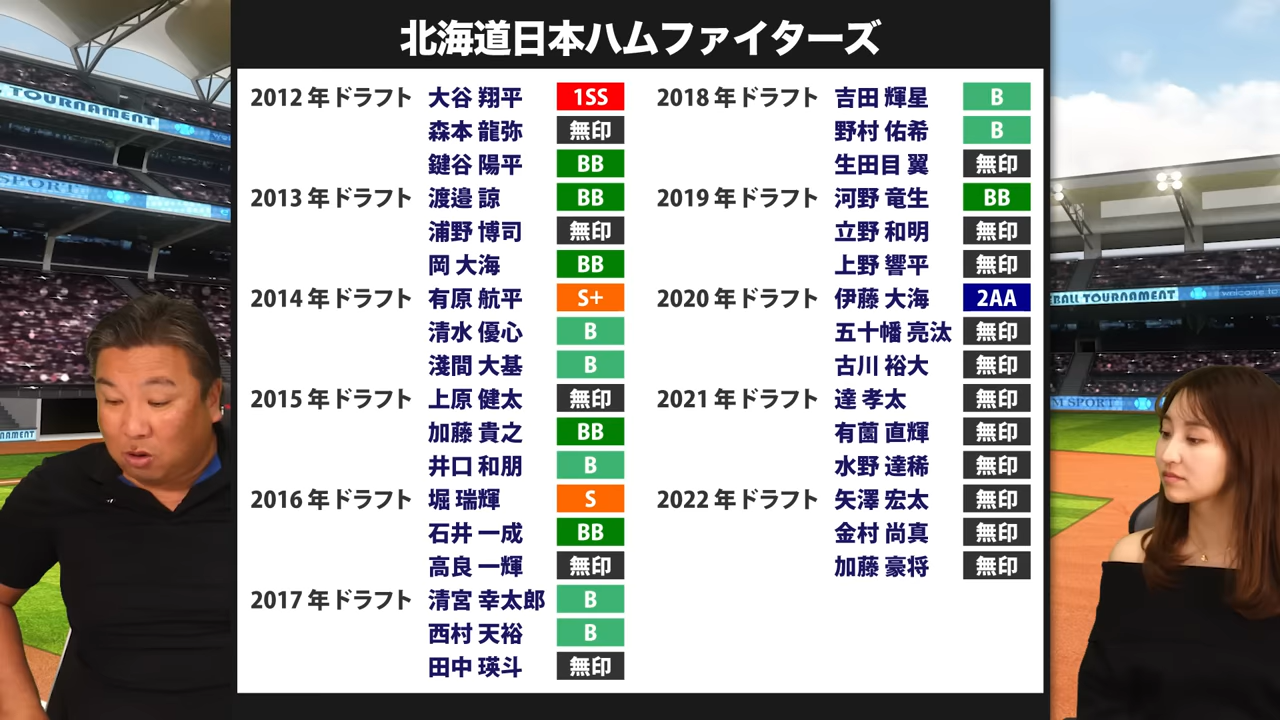 北海道日本ハムファイターズ
2012年ドラフト 大谷 翔平 1SS
森本 龍弥 無印
鍵谷 陽平 BB
2013年ドラフト 渡邉 諒 BB
浦野 博司 無印
岡 大海 BB
2014年ドラフト 有原 航平 S+
清水 優心 B
淺間 大基 B
2015年ドラフト 上原 健太 無印
加藤 貴之 BB
井口 和朋 B
2016年ドラフト 堀 瑞輝 S
石井 一成 BB
高良 一輝 無印
2017年ドラフト 清宮 幸太郎 B
西村 天裕 B
田中 瑛斗 無印
2018年ドラフト 吉田 輝星 B
野村 佑希 B
生田目 翼 無印
2019年ドラフト 河野 竜生 BB
立野 和明 無印
上野 響平 無印
2020年ドラフト 伊藤 大海 2AA
五十幡 亮汰 無印
古川 裕大 無印
2021年ドラフト 達 孝太 無印
有薗 直輝 無印
水野 達稀 無印
2022年ドラフト 矢澤 宏太 無印
金村 尚真 無印
加藤 豪将 無印
TOURNAMENT
SPORT
NAMENT
BALL TOURNAMENT
welcome to
M SPORT